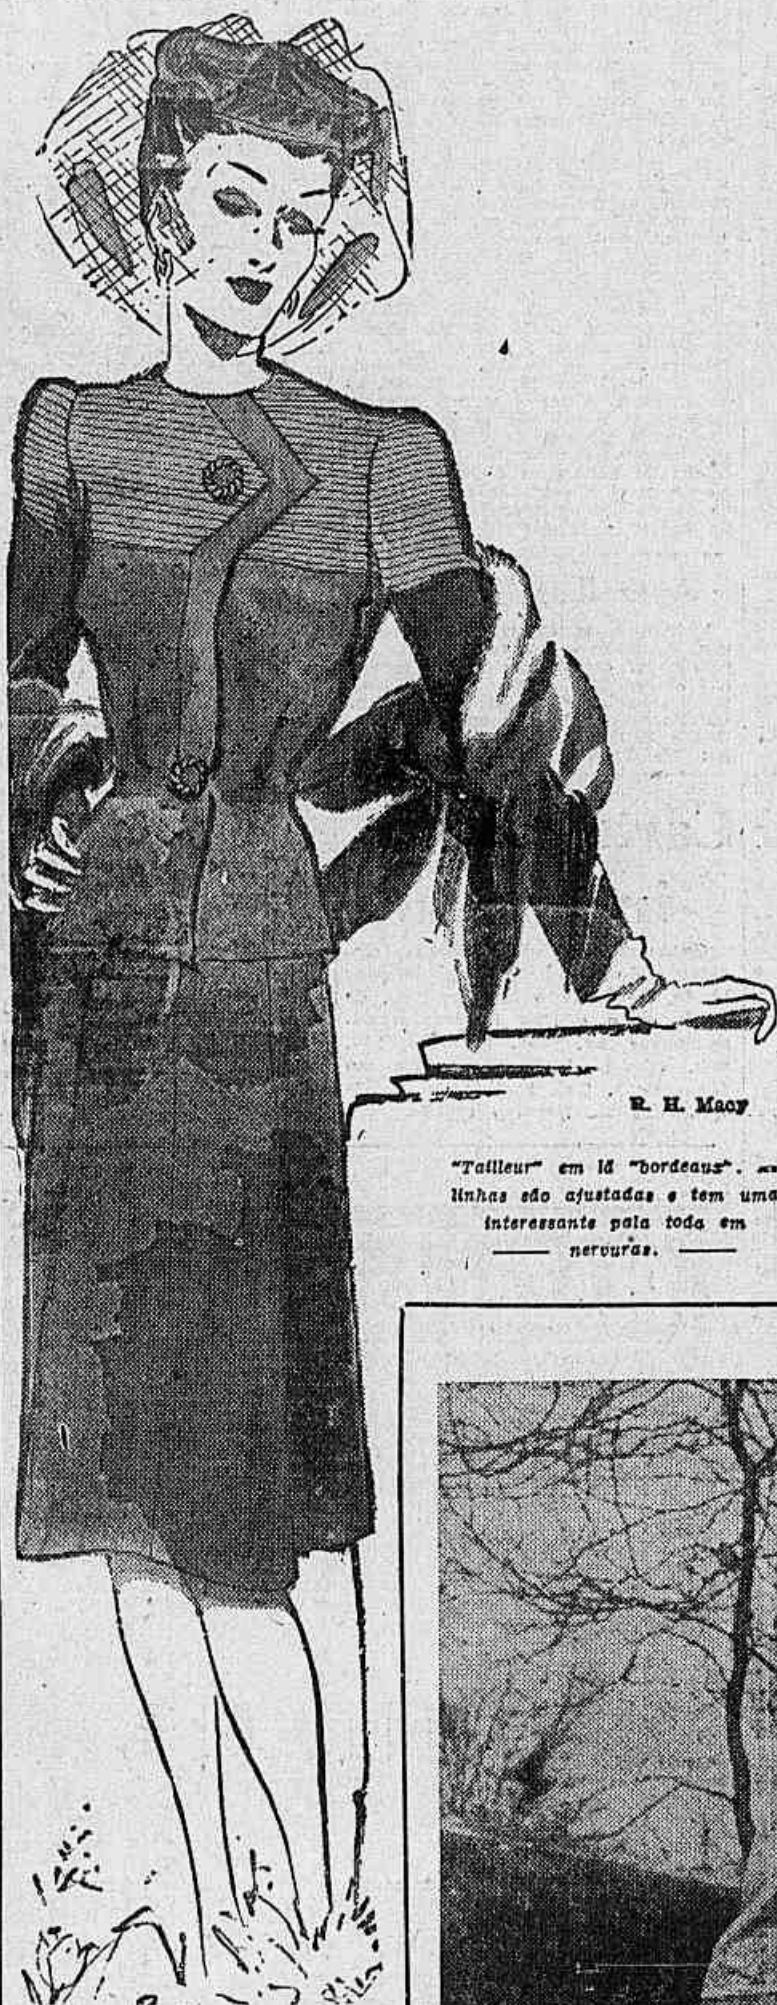 R. H. Macy
"Tailleur" em lã "bordeaux".
linhas são ajustadas e tem uma
interessante pala toda em
nervuras.